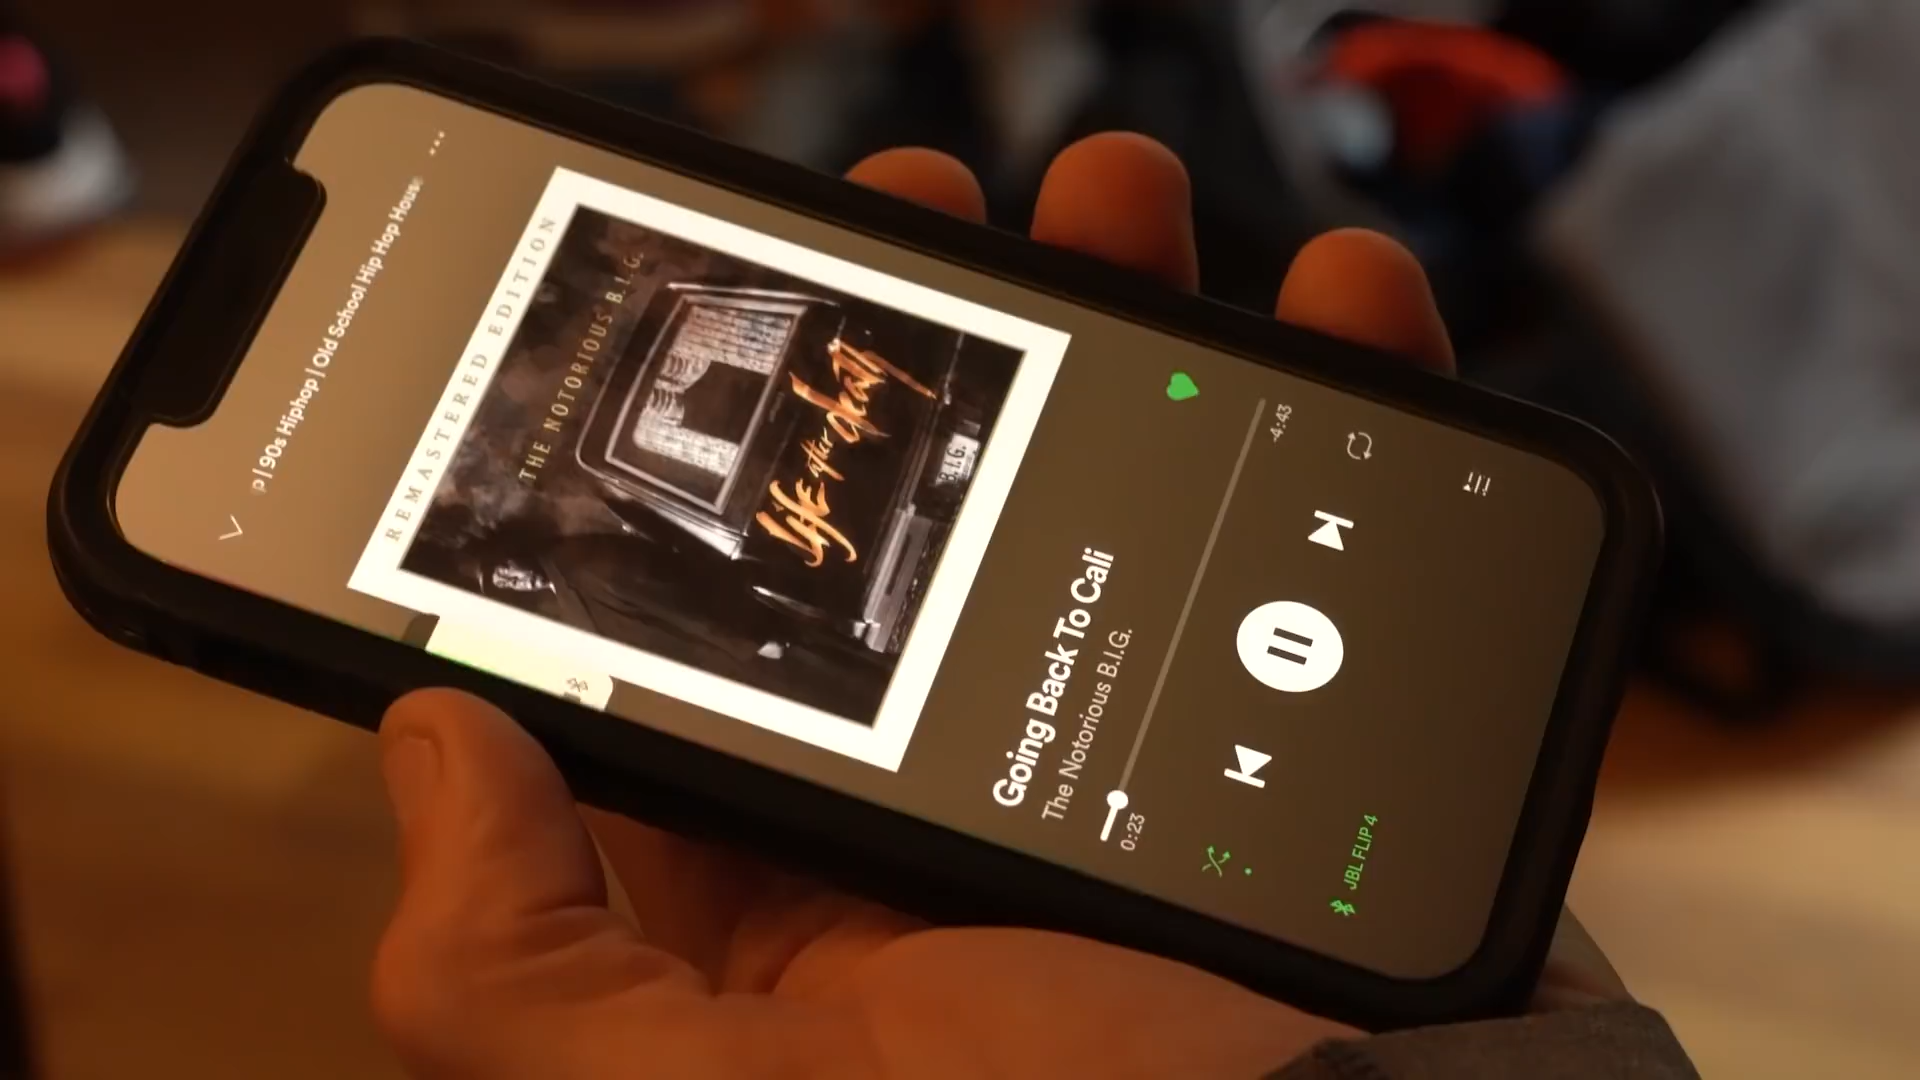 p | 90s Hiphop | Old School Hip Hop House
REMASTERED EDITION
THE NOTORIOUS B.I.G.
life after death
B.I.G.
Going Back To Cali
The Notorious B.I.G.
0:23
-4:43
JBL FLIP 4